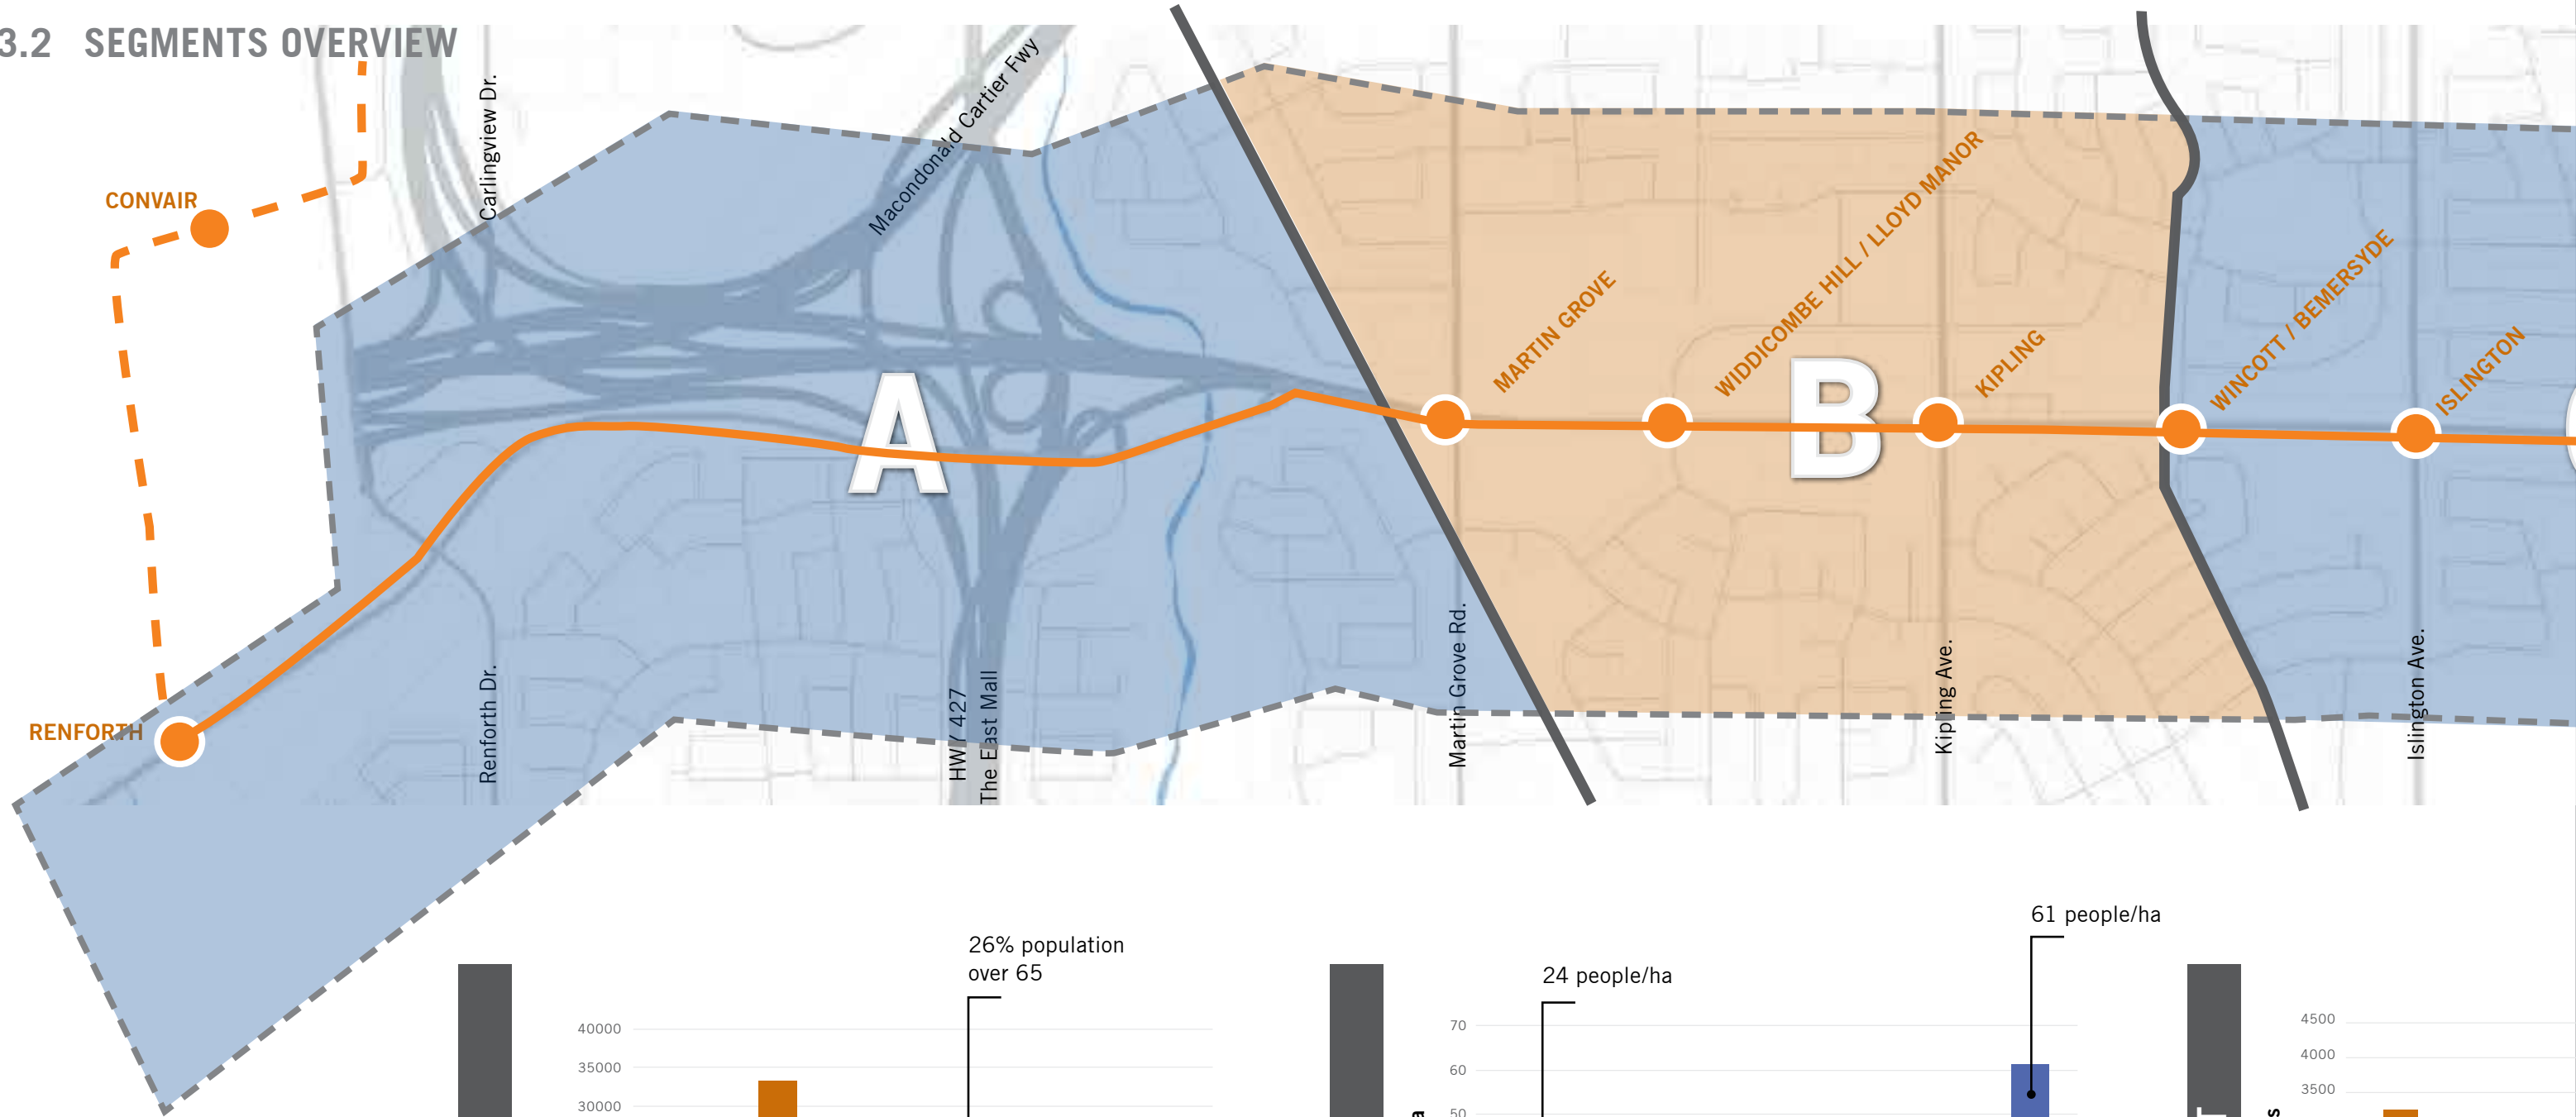 3.2 SEGMENTS OVERVIEW
Carlingview Dr.
Macondonald Cartier Fwy
CONVAIR
RENFORTH
Renforth Dr.
HWY 427
The East Mall
A
MARTIN GROVE
WIDDICOMBE HILL / LLOYD MANOR
B
KIPLING
WINCOTT / BEMERSYDE
ISLINGTON
Martin Grove Rd.
Kipling Ave.
Islington Ave.
26% population
over 65
40000
35000
30000
24 people/ha
61 people/ha
70
60
50
4500
4000
3500